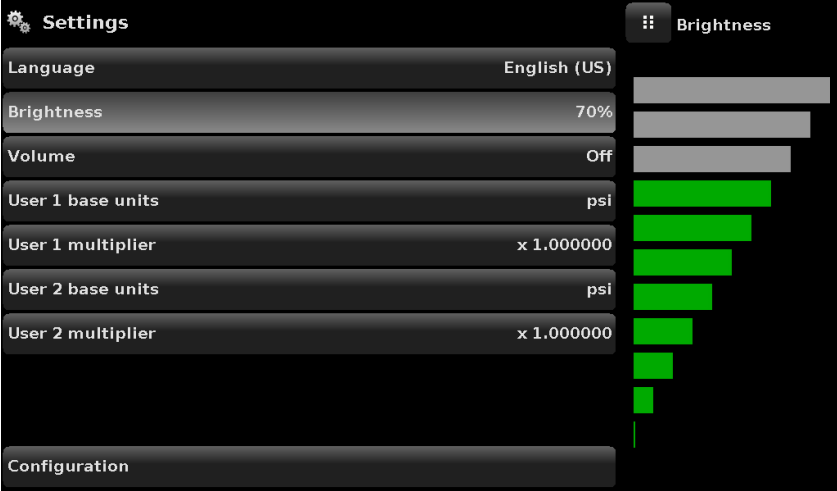 Settings
Language English (US)
Brightness 70%
Volume Off
User 1 base units psi
User 1 multiplier x 1.000000
User 2 base units psi
User 2 multiplier x 1.000000
Configuration
Brightness